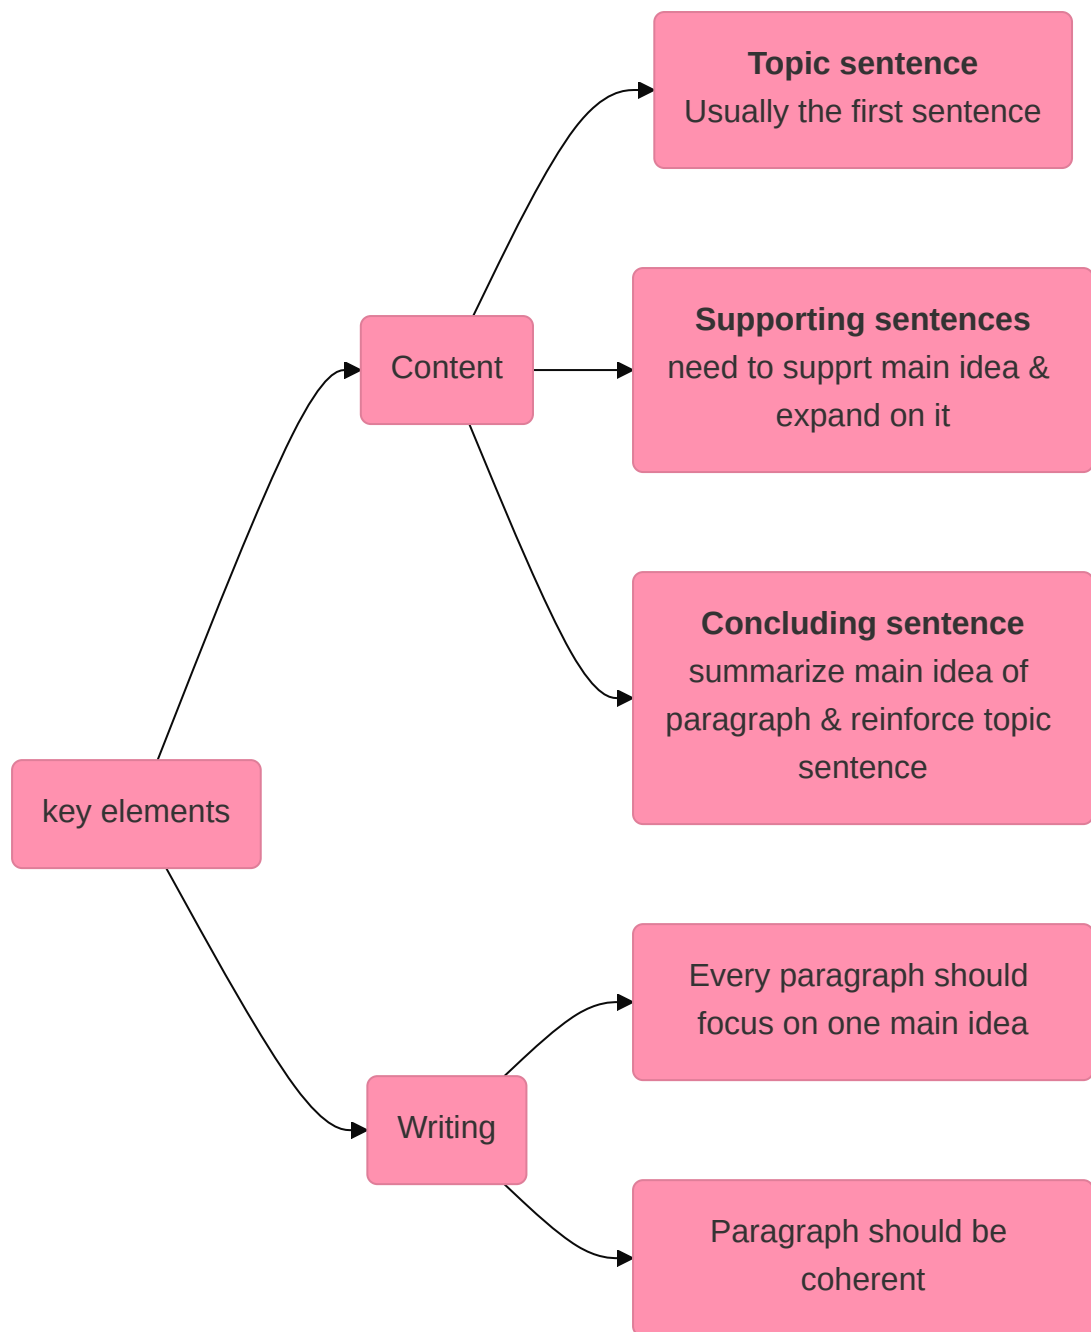 Topic sentence
Usually the first sentence
Supporting sentences
need to supprt main idea &
expand on it
Content
Concluding sentence
summarize main idea of
paragraph & reinforce topic
sentence
key elements
Every paragraph should
focus on one main idea
Writing
Paragraph should be
coherent